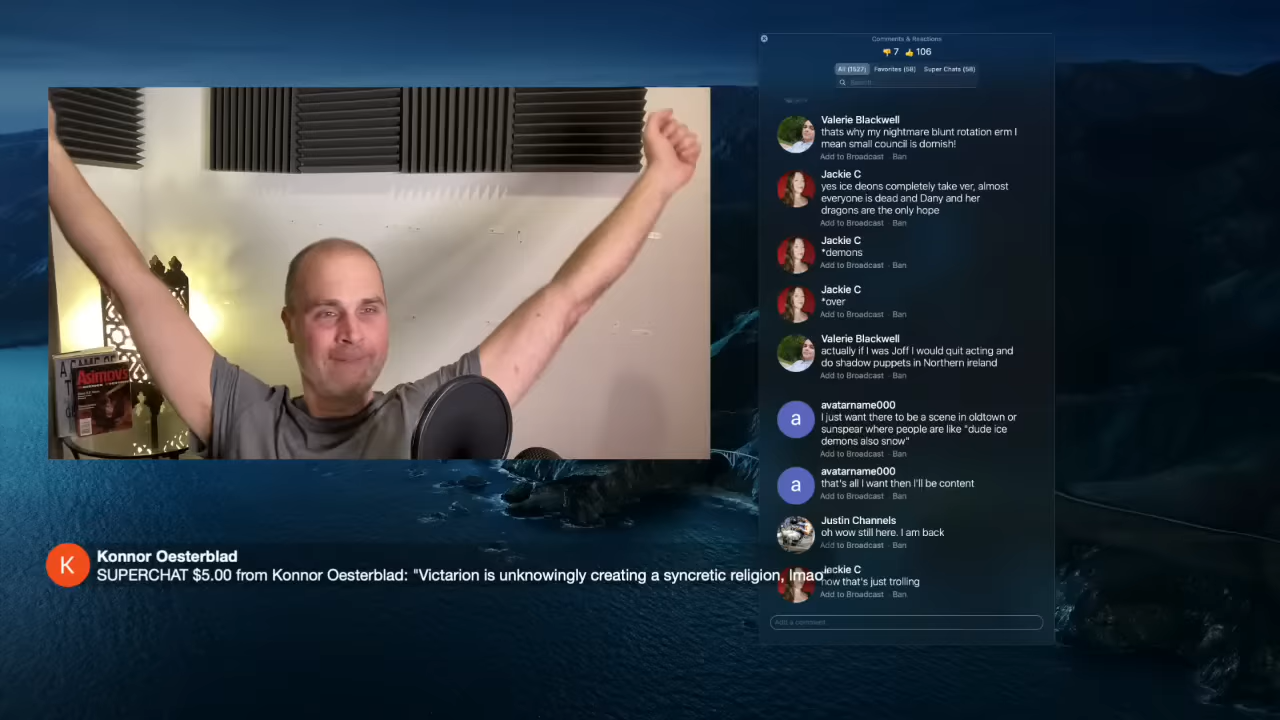 Comments & Reactions
👎 7 👍 106
All (1527) Favorites (58) Super Chats (58)
Search
Valerie Blackwell
thats why my nightmare blunt rotation erm I
mean small council is dornish!
Add to Broadcast · Ban
Jackie C
yes ice deons completely take ver, almost
everyone is dead and Dany and her
dragons are the only hope
Add to Broadcast · Ban
Jackie C
*demons
Add to Broadcast · Ban
Jackie C
*over
Add to Broadcast · Ban
Valerie Blackwell
actually if I was Joff I would quit acting and
do shadow puppets in Northern ireland
Add to Broadcast · Ban
a
avatarname000
I just want there to be a scene in oldtown or
sunspear where people are like "dude ice
demons also snow"
Add to Broadcast · Ban
a
avatarname000
that's all I want then I'll be content
Add to Broadcast · Ban
Justin Channels
oh wow still here. I am back
Add to Broadcast · Ban
Jackie C
now that's just trolling
Add to Broadcast · Ban
Add a comment
A GAME OF
Asimov's
K
Konnor Oesterblad
SUPERCHAT $5.00 from Konnor Oesterblad: "Victarion is unknowingly creating a syncretic religion, lmao"